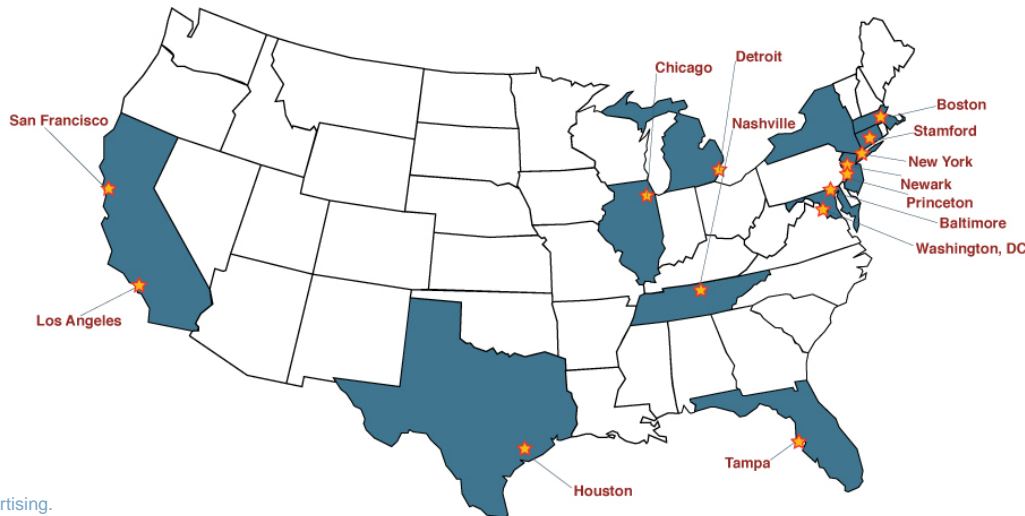 Detroit
Chicago
Boston
San Francisco
Nashville
Stamford
New York
Newark
Princeton
Baltimore
Washington, DC
Los Angeles
Tampa
Houston
rtising.